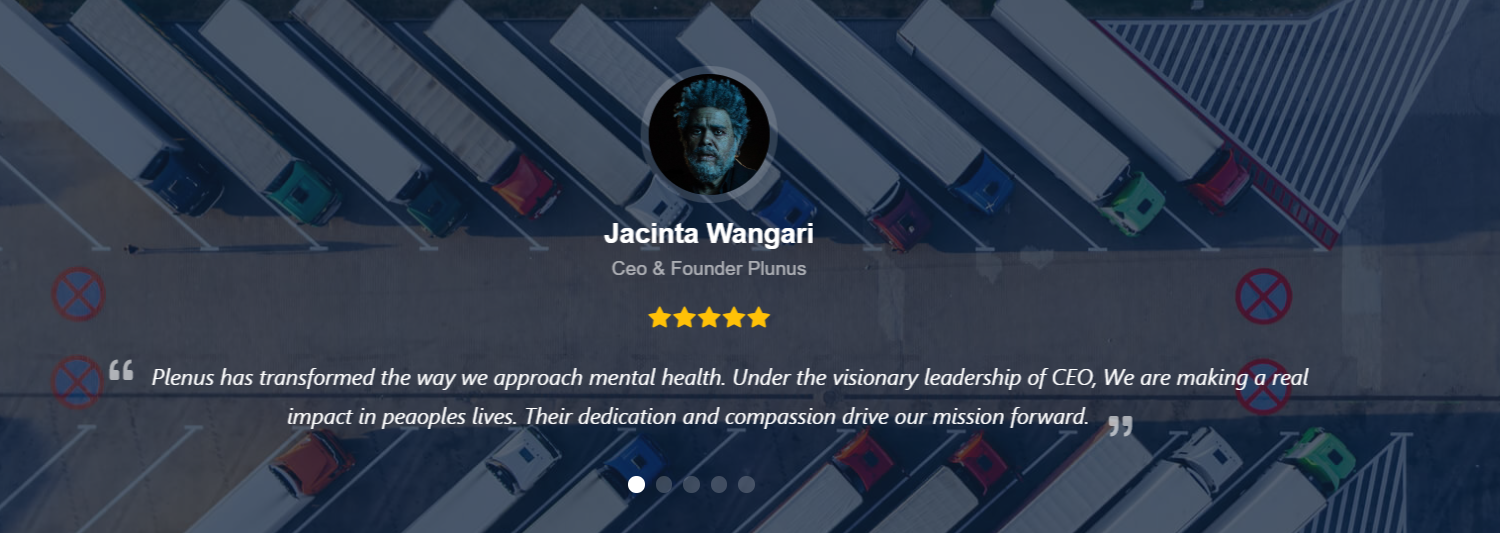 Jacinta Wangari
Ceo & Founder Plunus
“ Plenus has transformed the way we approach mental health. Under the visionary leadership of CEO, We are making a real
impact in peaoples lives. Their dedication and compassion drive our mission forward. ”